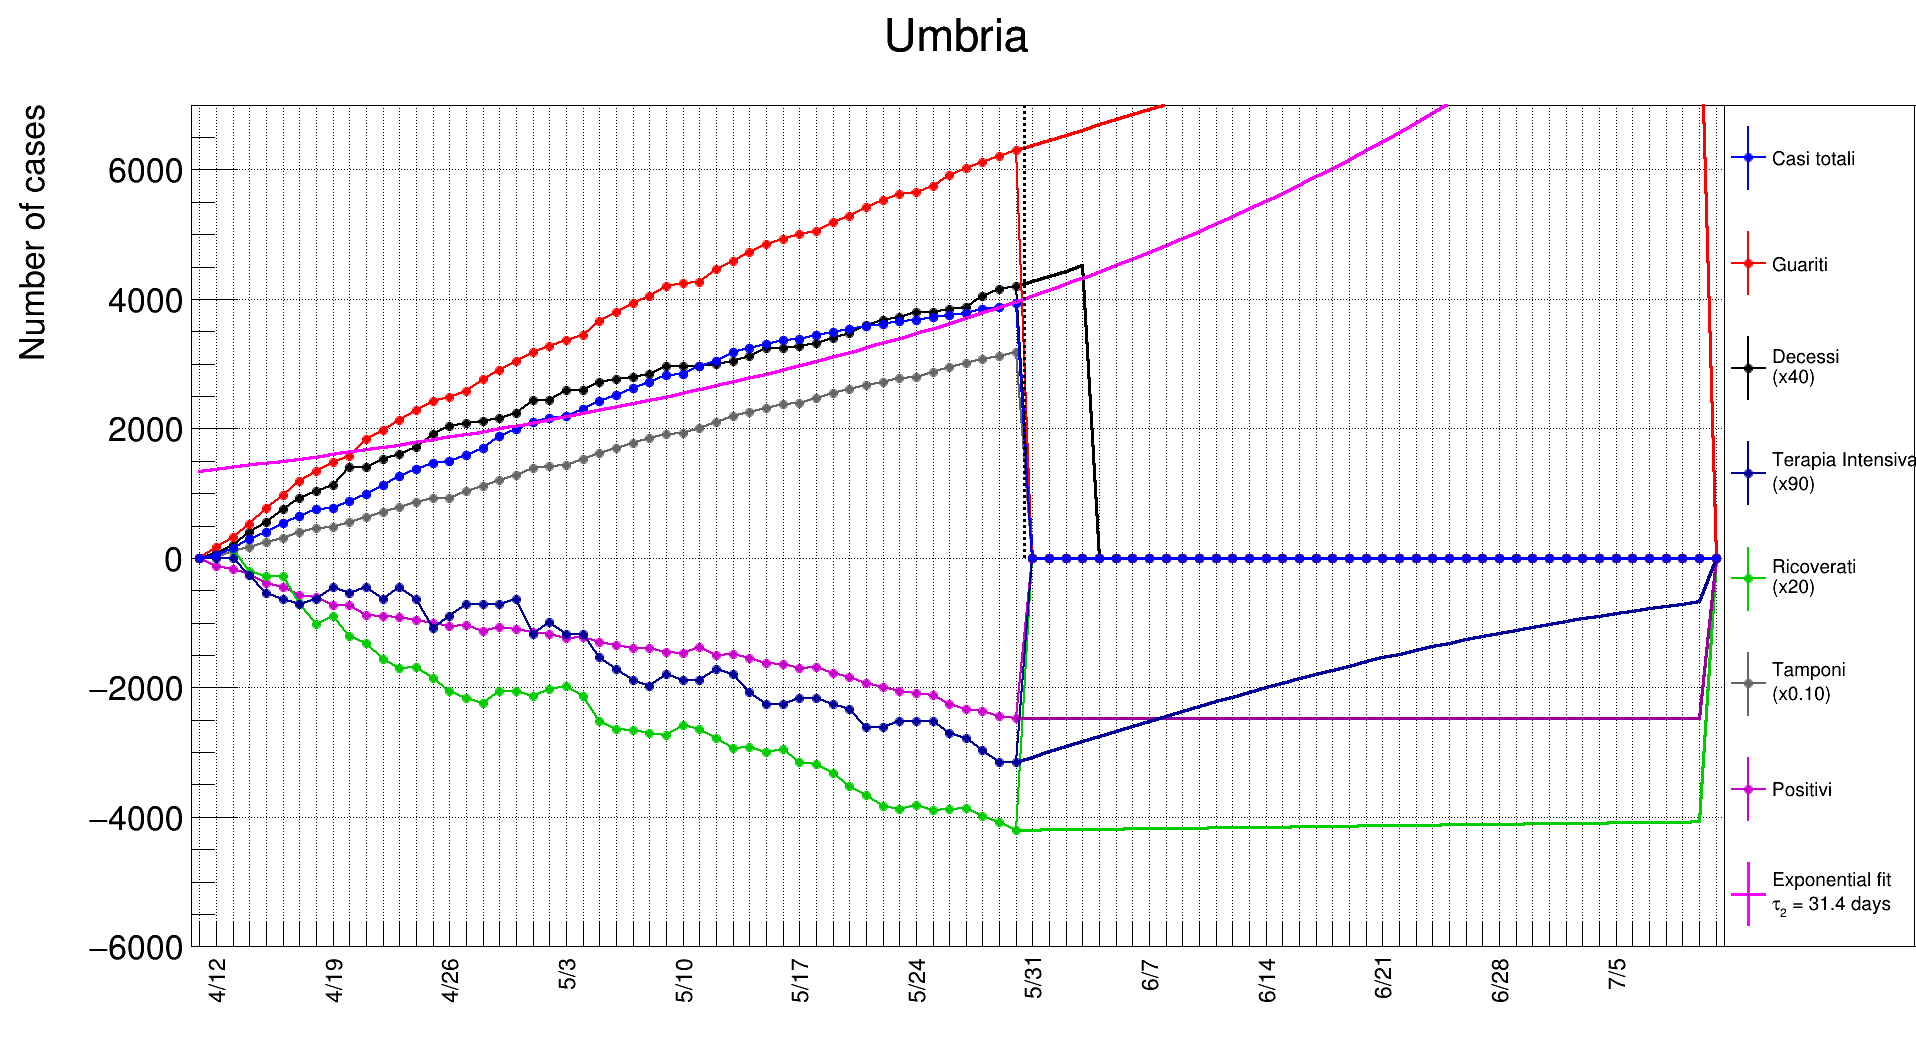 Umbria
Number of cases
6000
4000
2000
0
−2000
−4000
−6000
4/12
4/19
4/26
5/3
5/10
5/17
5/24
5/31
6/7
6/14
6/21
6/28
7/5
Casi totali
Guariti
Decessi
(x40)
Terapia Intensiva
(x90)
Ricoverati
(x20)
Tamponi
(x0.10)
Positivi
Exponential fit
τ2 = 31.4 days